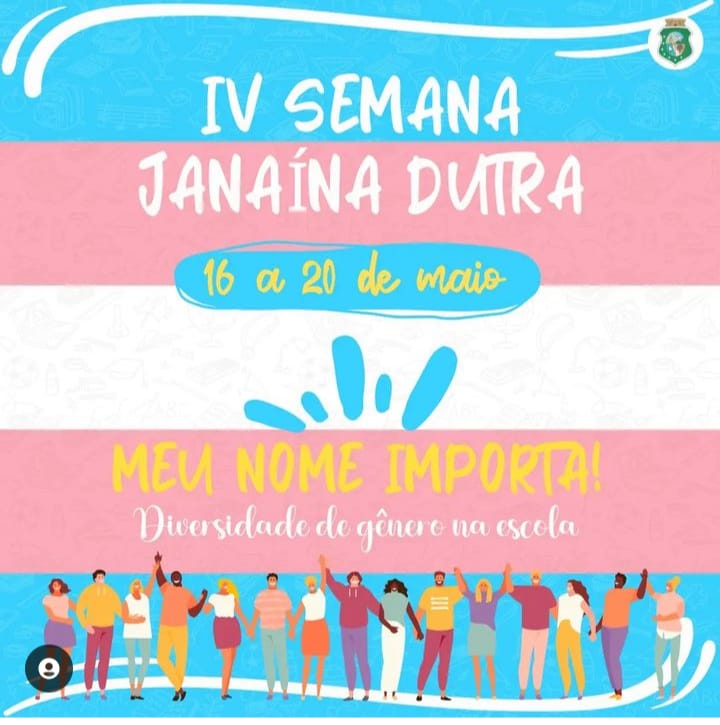 IV SEMANA
JANAÍNA DUTRA
16 a 20 de maio
MEU NOME IMPORTA!
Diversidade de gênero na escola